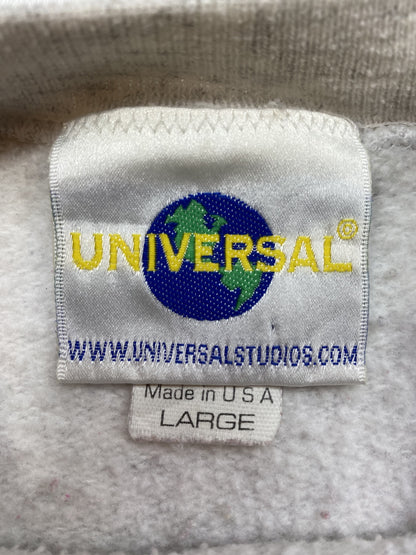 UNIVERSAL®
WWW.UNIVERSALSTUDIOS.COM
Made in U S A
LARGE